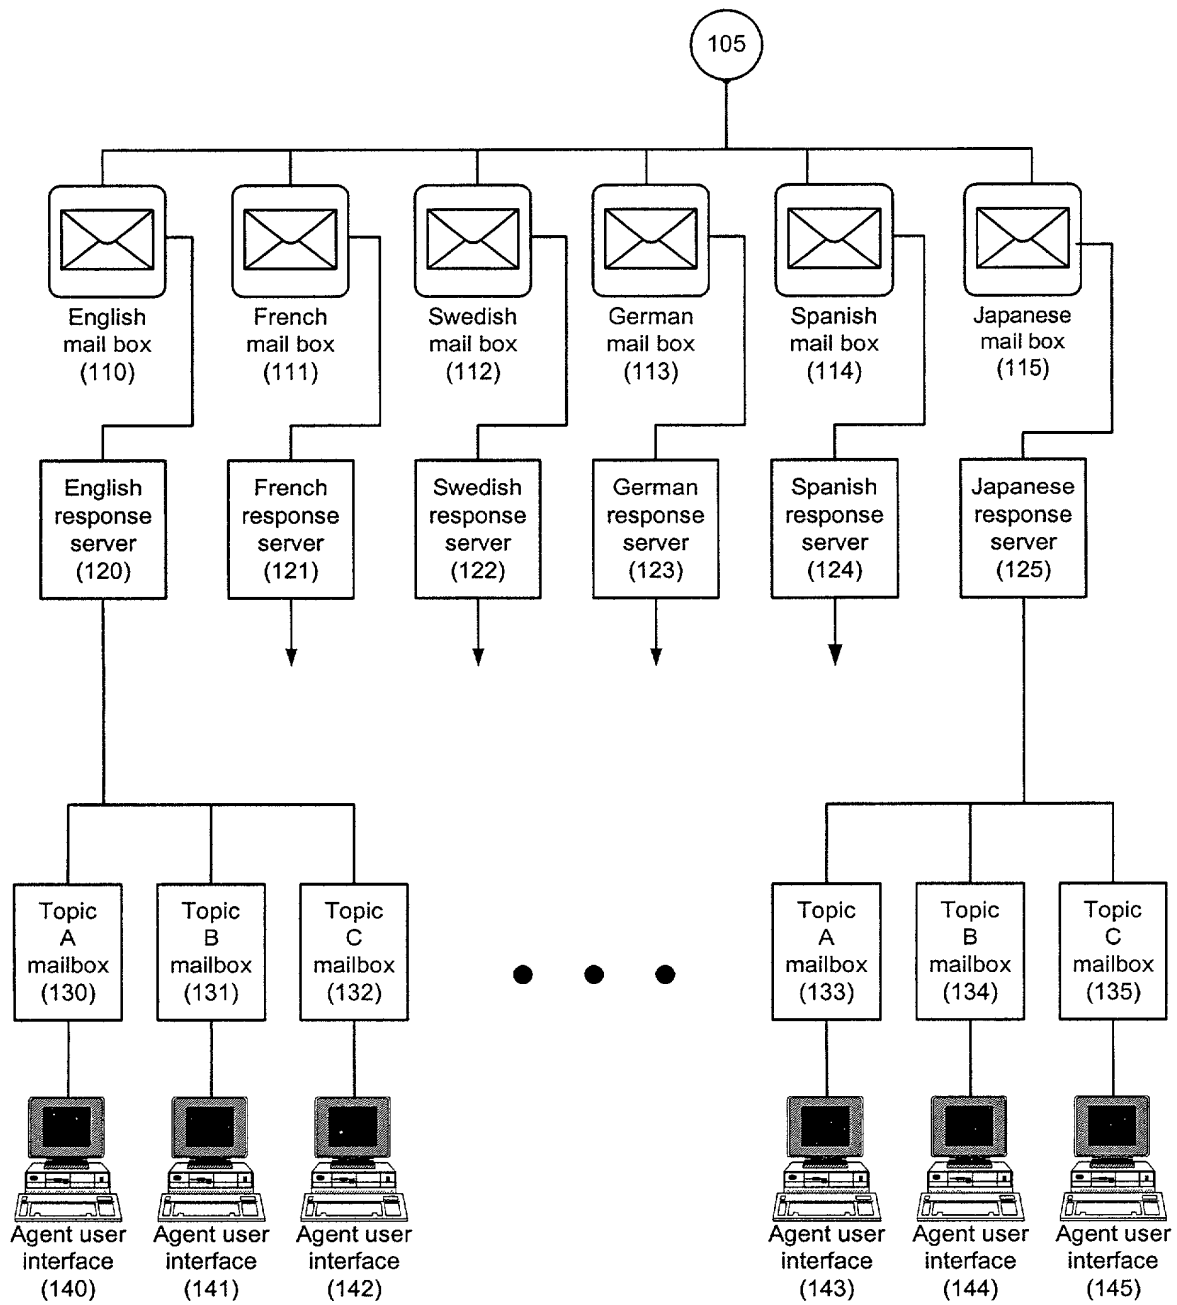 105
English
mail box
(110)
French
mail box
(111)
Swedish
mail box
(112)
German
mail box
(113)
Spanish
mail box
(114)
Japanese
mail box
(115)
English
response
server
(120)
French
response
server
(121)
Swedish
response
server
(122)
German
response
server
(123)
Spanish
response
server
(124)
Japanese
response
server
(125)
Topic
A
mailbox
(130)
Topic
B
mailbox
(131)
Topic
C
mailbox
(132)
Topic
A
mailbox
(133)
Topic
B
mailbox
(134)
Topic
C
mailbox
(135)
Agent user
interface
(140)
Agent user
interface
(141)
Agent user
interface
(142)
Agent user
interface
(143)
Agent user
interface
(144)
Agent user
interface
(145)